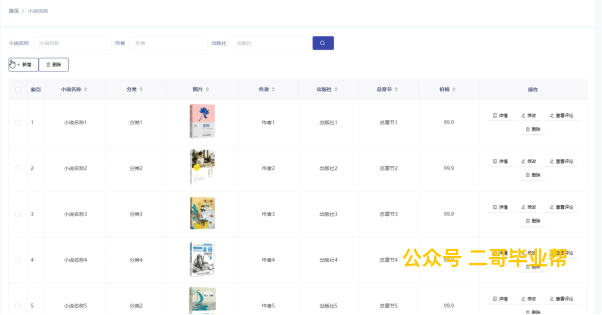 首页 / 小说信息
小说名称 小说名称 作者 作者 出版社 出版社
+ 新增 删除
索引 小说名称 分类 图片 作者 出版社 总章节 价格 操作
1 小说名称1 分类1 作者1 出版社1 总章节1 99.9 详情 修改 查看评论
删除
2 小说名称2 分类2 作者2 出版社2 总章节2 99.9 详情 修改 查看评论
删除
3 小说名称3 分类3 作者3 出版社3 总章节3 99.9 详情 修改 查看评论
删除
4 小说名称4 分类4 作者4 出版社4 总章节4 99.9 详情 修改 查看评论
删除
公众号 二哥毕业帮
5 小说名称5 分类2 作者5 出版社5 总章节5 99.9 详情 修改 查看评论
删除